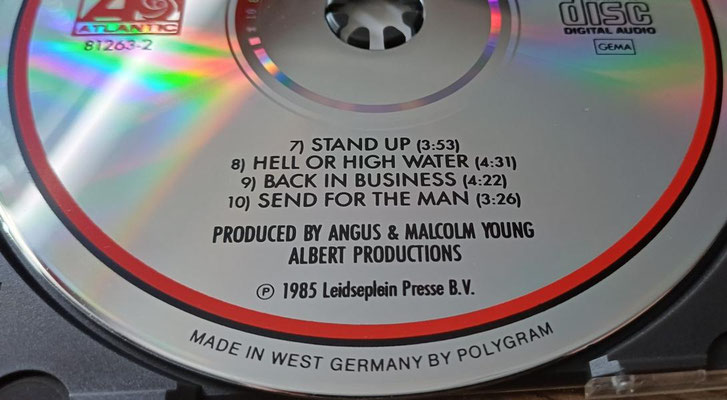 ATLANTIC
81263-2
disc
DIGITAL AUDIO
GEMA
7) STAND UP (3:53)
8) HELL OR HIGH WATER (4:31)
9) BACK IN BUSINESS (4:22)
10) SEND FOR THE MAN (3:26)
PRODUCED BY ANGUS & MALCOLM YOUNG
ALBERT PRODUCTIONS
℗ 1985 Leidseplein Presse B.V.
MADE IN WEST GERMANY BY POLYGRAM